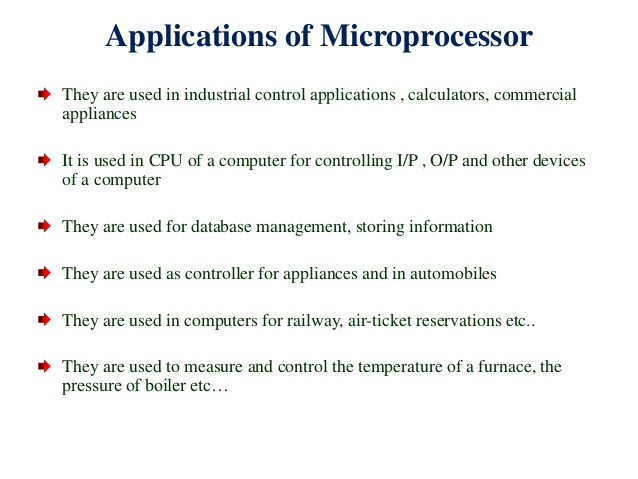 Applications of Microprocessor
They are used in industrial control applications , calculators, commercial
appliances
It is used in CPU of a computer for controlling I/P , O/P and other devices
of a computer
They are used for database management, storing information
They are used as controller for appliances and in automobiles
They are used in computers for railway, air-ticket reservations etc..
They are used to measure and control the temperature of a furnace, the
pressure of boiler etc…